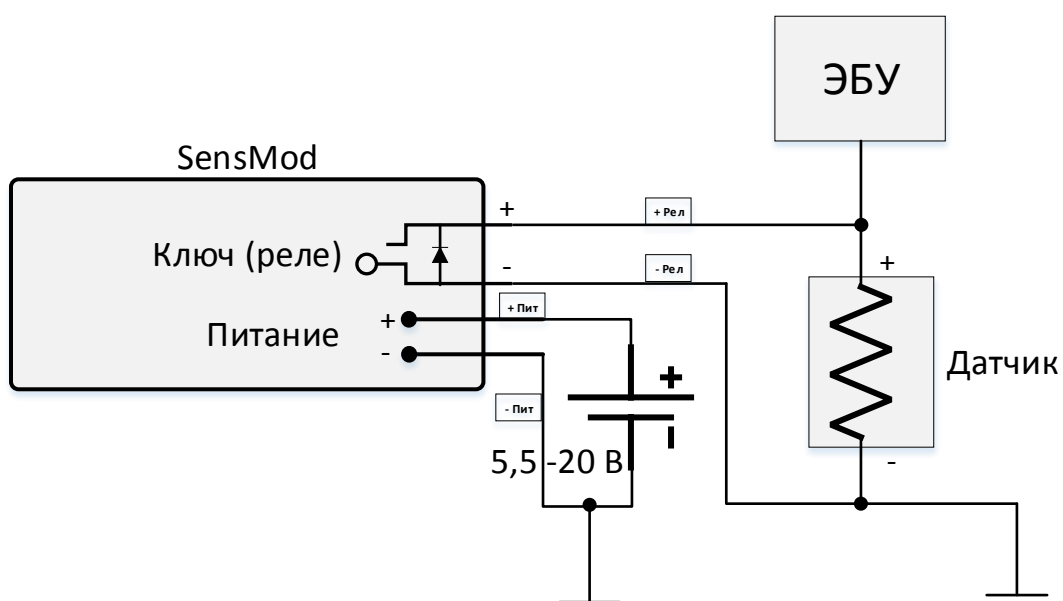 ЭБУ
SensMod
+
+ Рел
Ключ (реле)
-
- Рел
+
+ Пит
Питание
+
-
Датчик
+
- Пит
-
5,5 -20 В
-